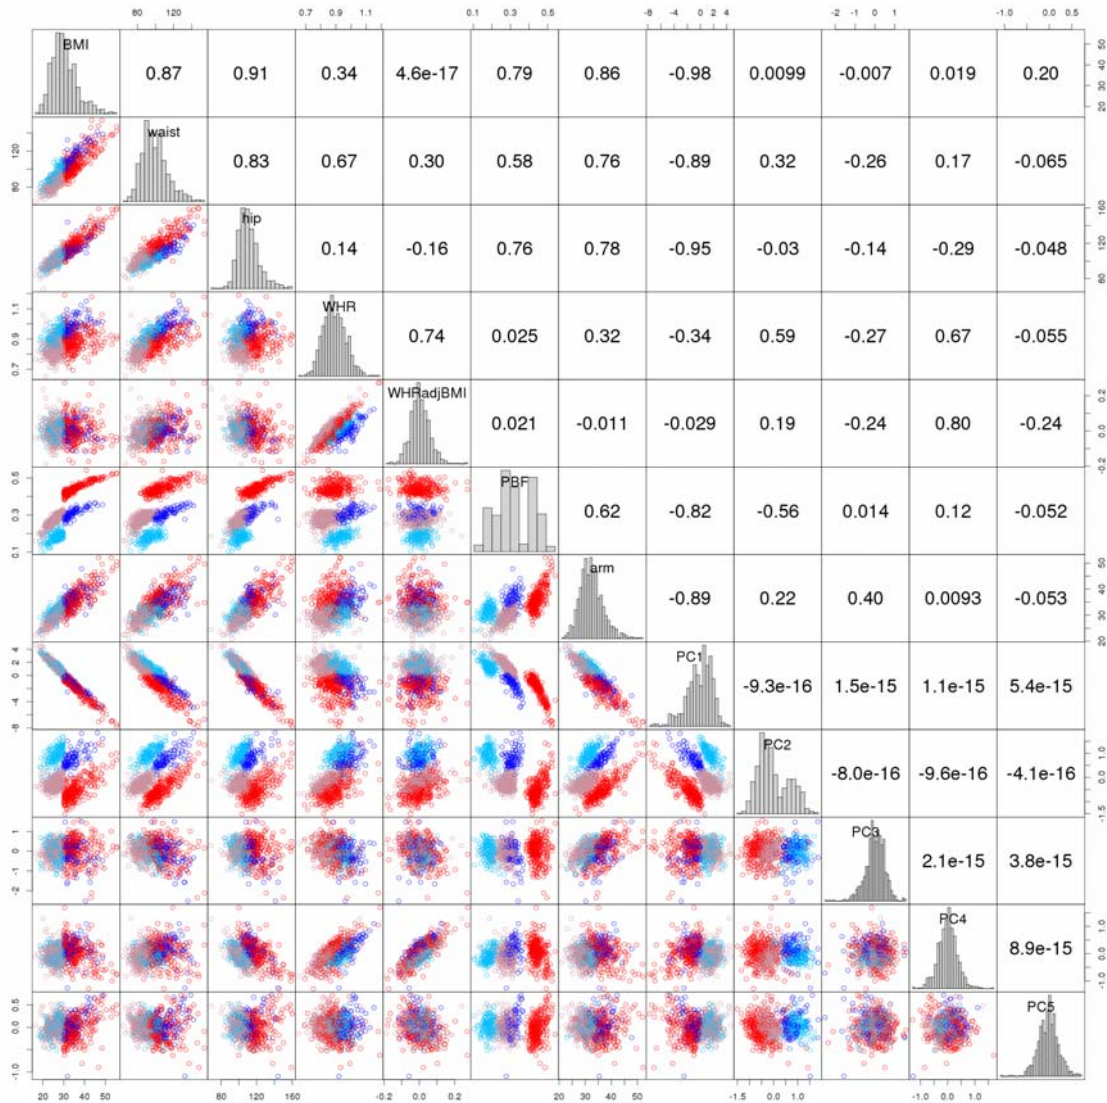 60 120 0.7 0.9 1.1 0.1 0.3 0.5 -8 -4 0 2 4 -2 -1 0 1 -0.5 0.0 0.5
BMI 0.87 0.91 0.34 4.6e-17 0.79 0.86 -0.98 0.0099 -0.007 0.019 0.20 20 30 40 50
80 120 waist 0.83 0.67 0.30 0.58 0.76 -0.89 0.32 -0.26 0.17 -0.065
hip 0.14 -0.16 0.76 0.78 -0.95 -0.03 -0.14 -0.29 -0.048 80 120 160
0.7 0.9 1.1 WHR 0.74 0.025 0.32 -0.34 0.59 -0.27 0.67 -0.055
WHRadjBMI 0.021 -0.011 -0.029 0.19 -0.24 0.80 -0.24 -0.2 0.0 0.2
0.1 0.3 0.5 PBF 0.62 -0.82 -0.56 0.014 0.12 -0.052
arm -0.89 0.22 0.40 0.0093 -0.053 20 30 40 50
-8 -4 0 2 4 PC1 -9.3e-16 1.5e-15 1.1e-15 5.4e-15
PC2 -8.0e-16 -9.6e-16 -4.1e-16 -1.5 0.0 1.0
-2 -1 0 1 PC3 2.1e-15 3.8e-15
PC4 8.9e-15 -1.0 0.0 1.0
-1.0 0.0 0.5 PC5
20 30 40 50 80 120 160 -0.2 0.0 0.2 20 30 40 50 -1.5 0.0 1.0 -1.0 0.0 1.0